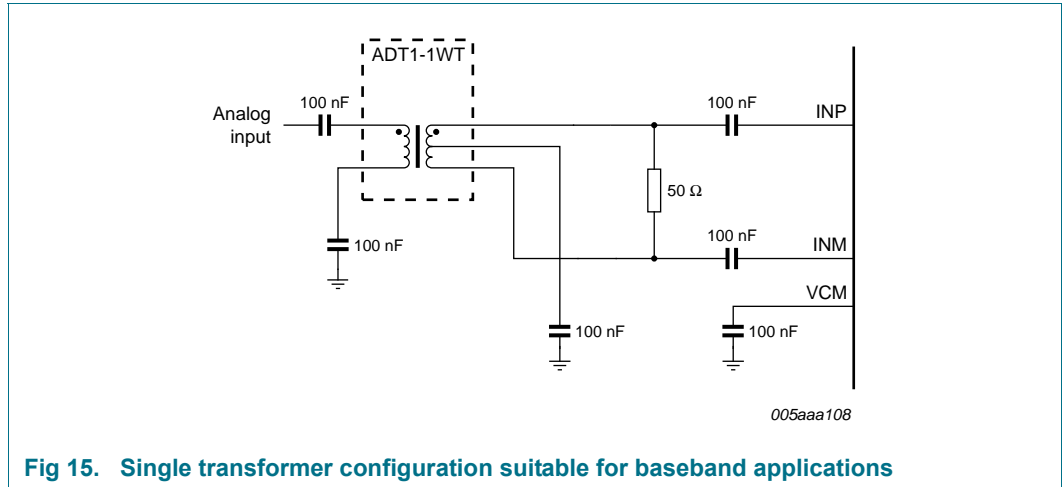 ADT1-1WT
Analog
input
100 nF
100 nF
INP
50 Ω
100 nF
100 nF
INM
VCM
100 nF
100 nF
005aaa108
Fig 15. Single transformer configuration suitable for baseband applications